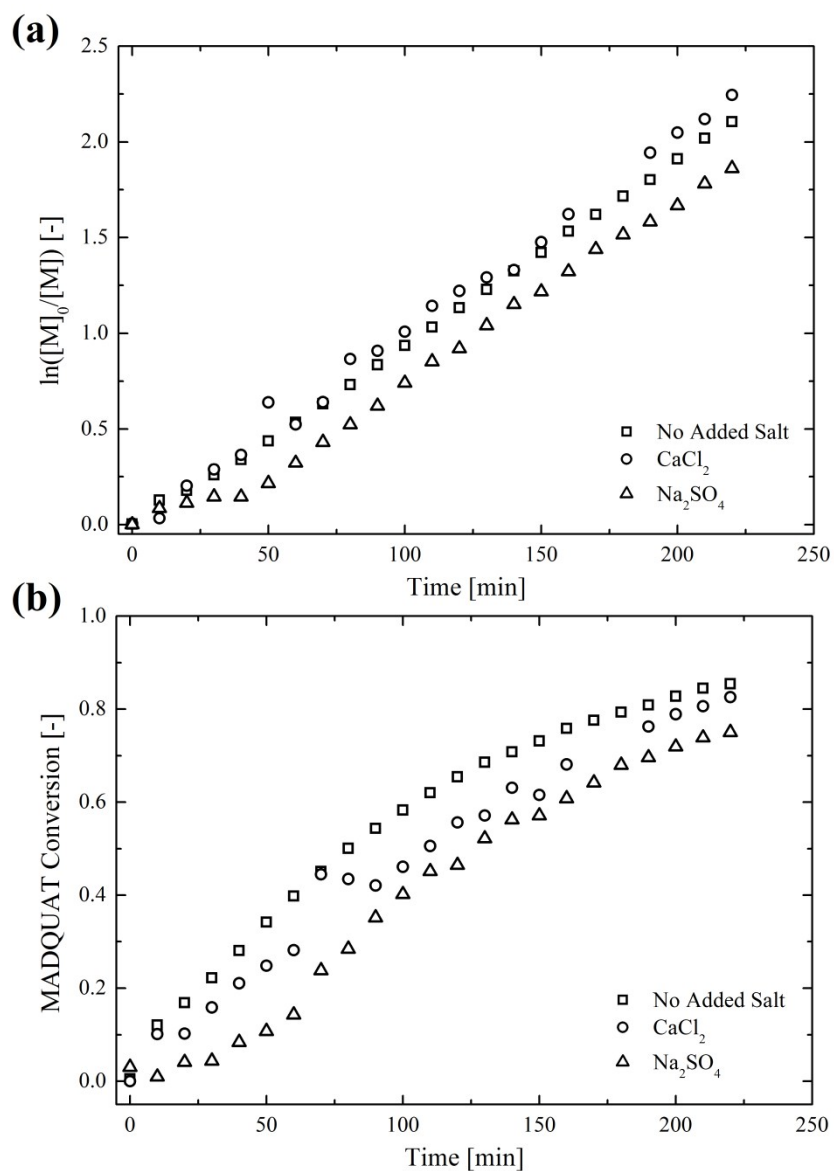 (a)
2.5
2.0
1.5
1.0
0.5
0.0
ln([M]₀/[M]) [-]
No Added Salt
CaCl₂
Na₂SO₄
0 50 100 150 200 250
Time [min]
(b)
1.0
0.8
0.6
0.4
0.2
0.0
MADQUAT Conversion [-]
No Added Salt
CaCl₂
Na₂SO₄
0 50 100 150 200 250
Time [min]